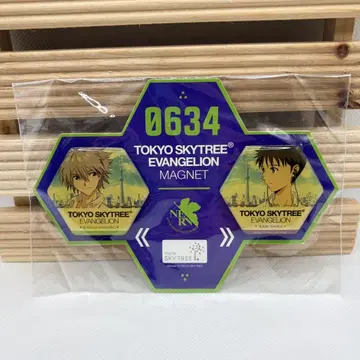 0634
TOKYO SKYTREE®
EVANGELION
MAGNET
TOKYO SKYTREE®
EVANGELION
NERV
TOKYO SKYTREE®
EVANGELION
TOKYO
SKYTREE